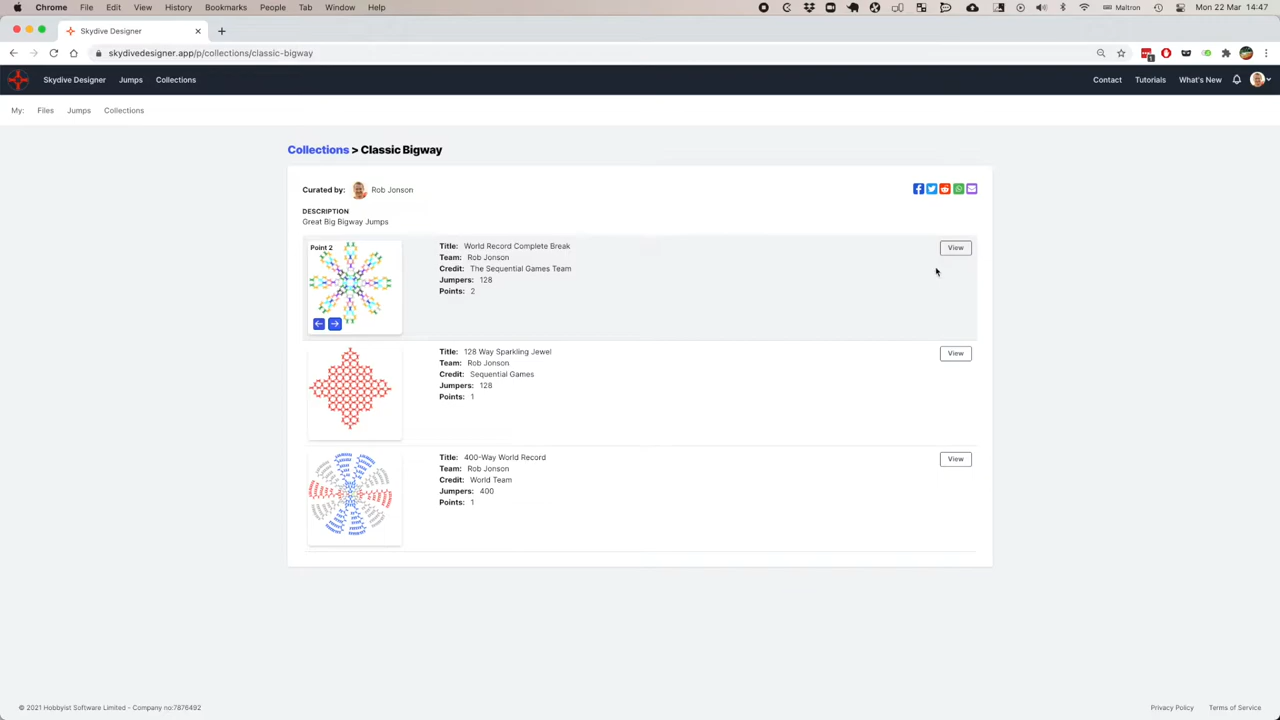 Chrome File Edit View History Bookmarks People Tab Window Help Maltron Mon 22 Mar 14:47
Skydive Designer
skydivedesigner.app/p/collections/classic-bigway
Skydive Designer Jumps Collections Contact Tutorials What's New
My: Files Jumps Collections
Collections > Classic Bigway
Curated by: Rob Jonson
DESCRIPTION
Great Big Bigway Jumps
Point 2
Title: World Record Complete Break
Team: Rob Jonson
Credit: The Sequential Games Team
Jumpers: 128
Points: 2
View
Title: 128 Way Sparkling Jewel
Team: Rob Jonson
Credit: Sequential Games
Jumpers: 128
Points: 1
View
Title: 400-Way World Record
Team: Rob Jonson
Credit: World Team
Jumpers: 400
Points: 1
View
© 2021 Hobbyist Software Limited - Company no:7876492 Privacy Policy Terms of Service